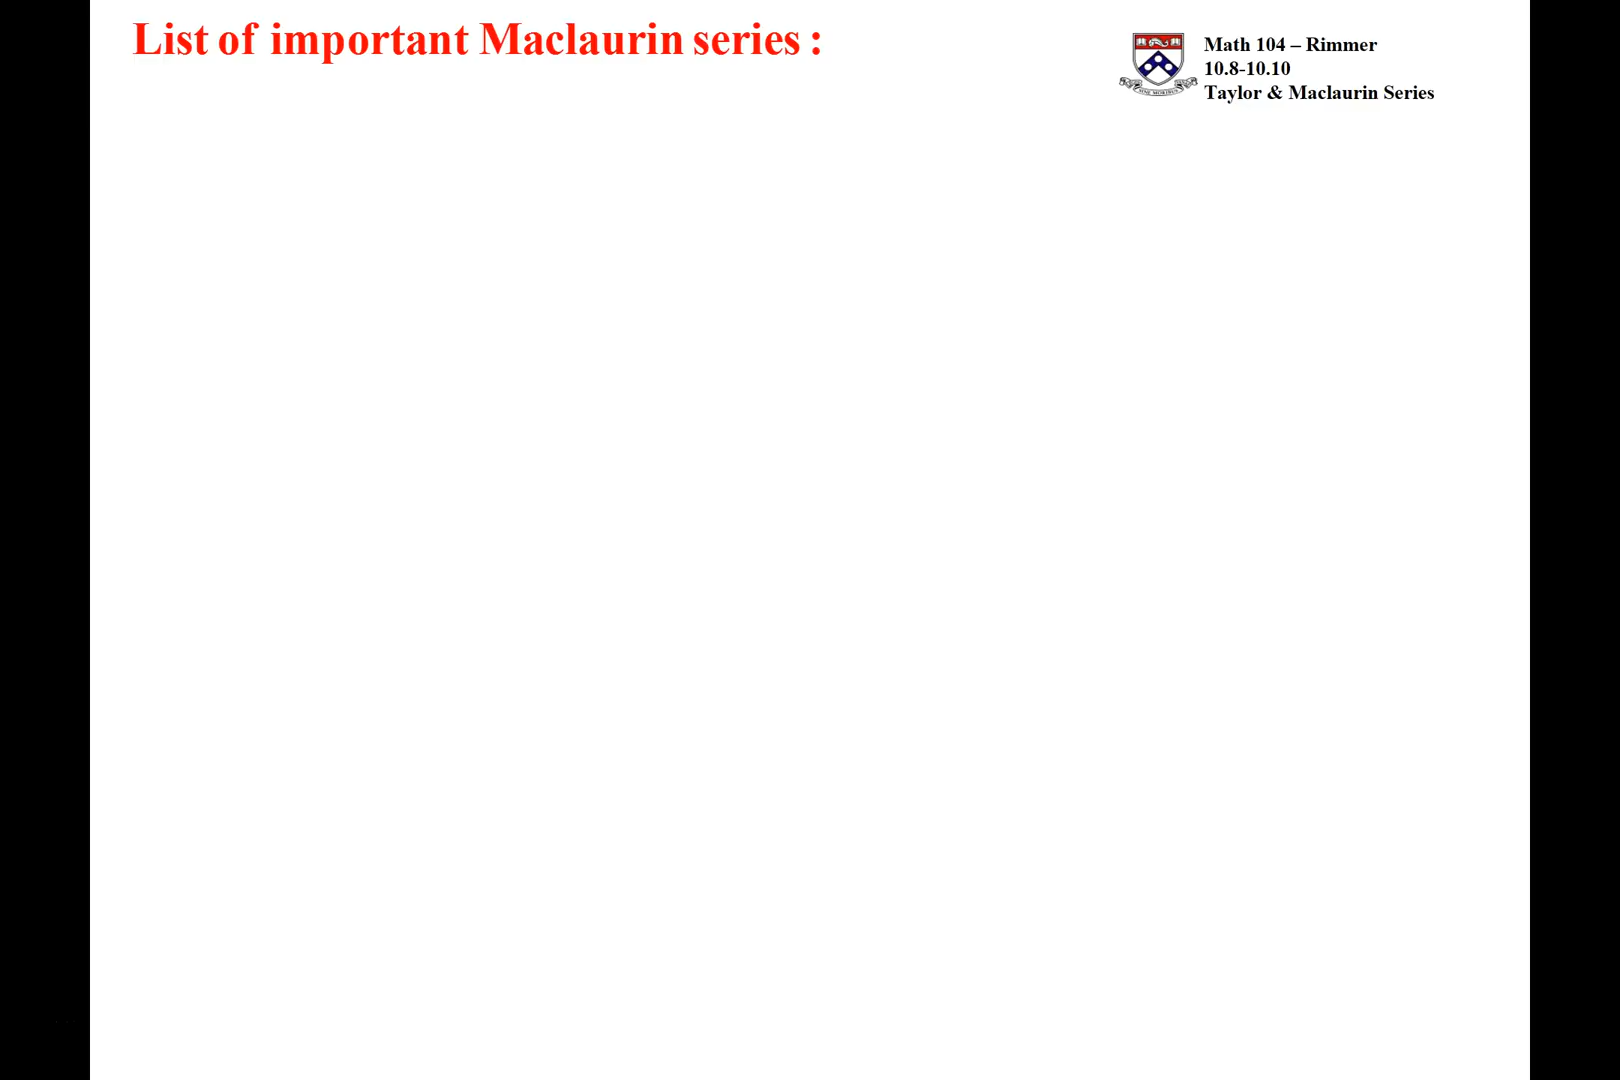 List of important Maclaurin series :
Math 104 – Rimmer
10.8-10.10
Taylor & Maclaurin Series